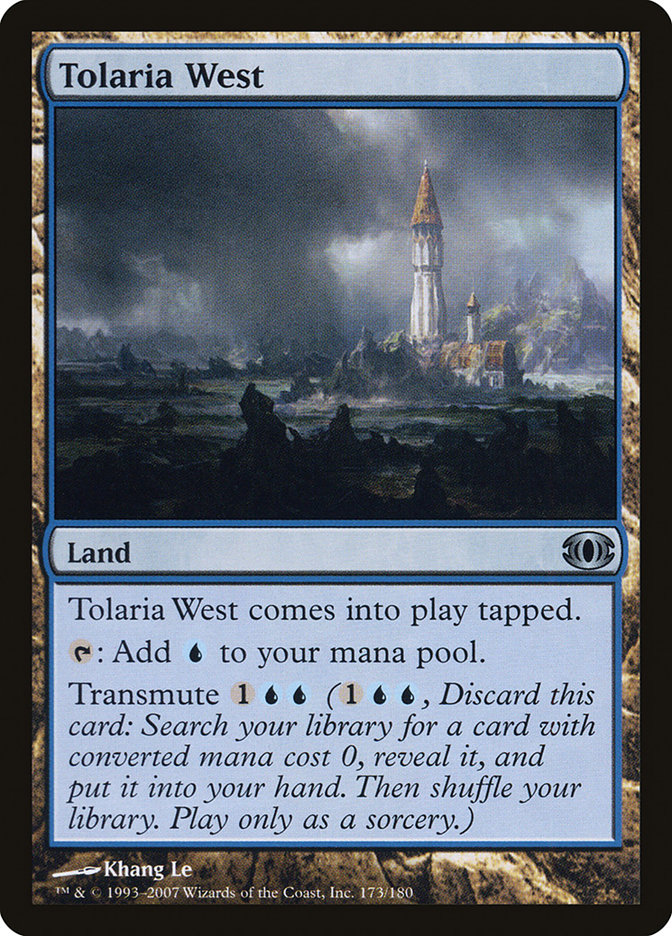 Tolaria West
Land
Tolaria West comes into play tapped.
: Add to your mana pool.
Transmute 1 (1, Discard this
card: Search your library for a card with
converted mana cost 0, reveal it, and
put it into your hand. Then shuffle your
library. Play only as a sorcery.)
Khang Le
™ & © 1993–2007 Wizards of the Coast, Inc. 173/180